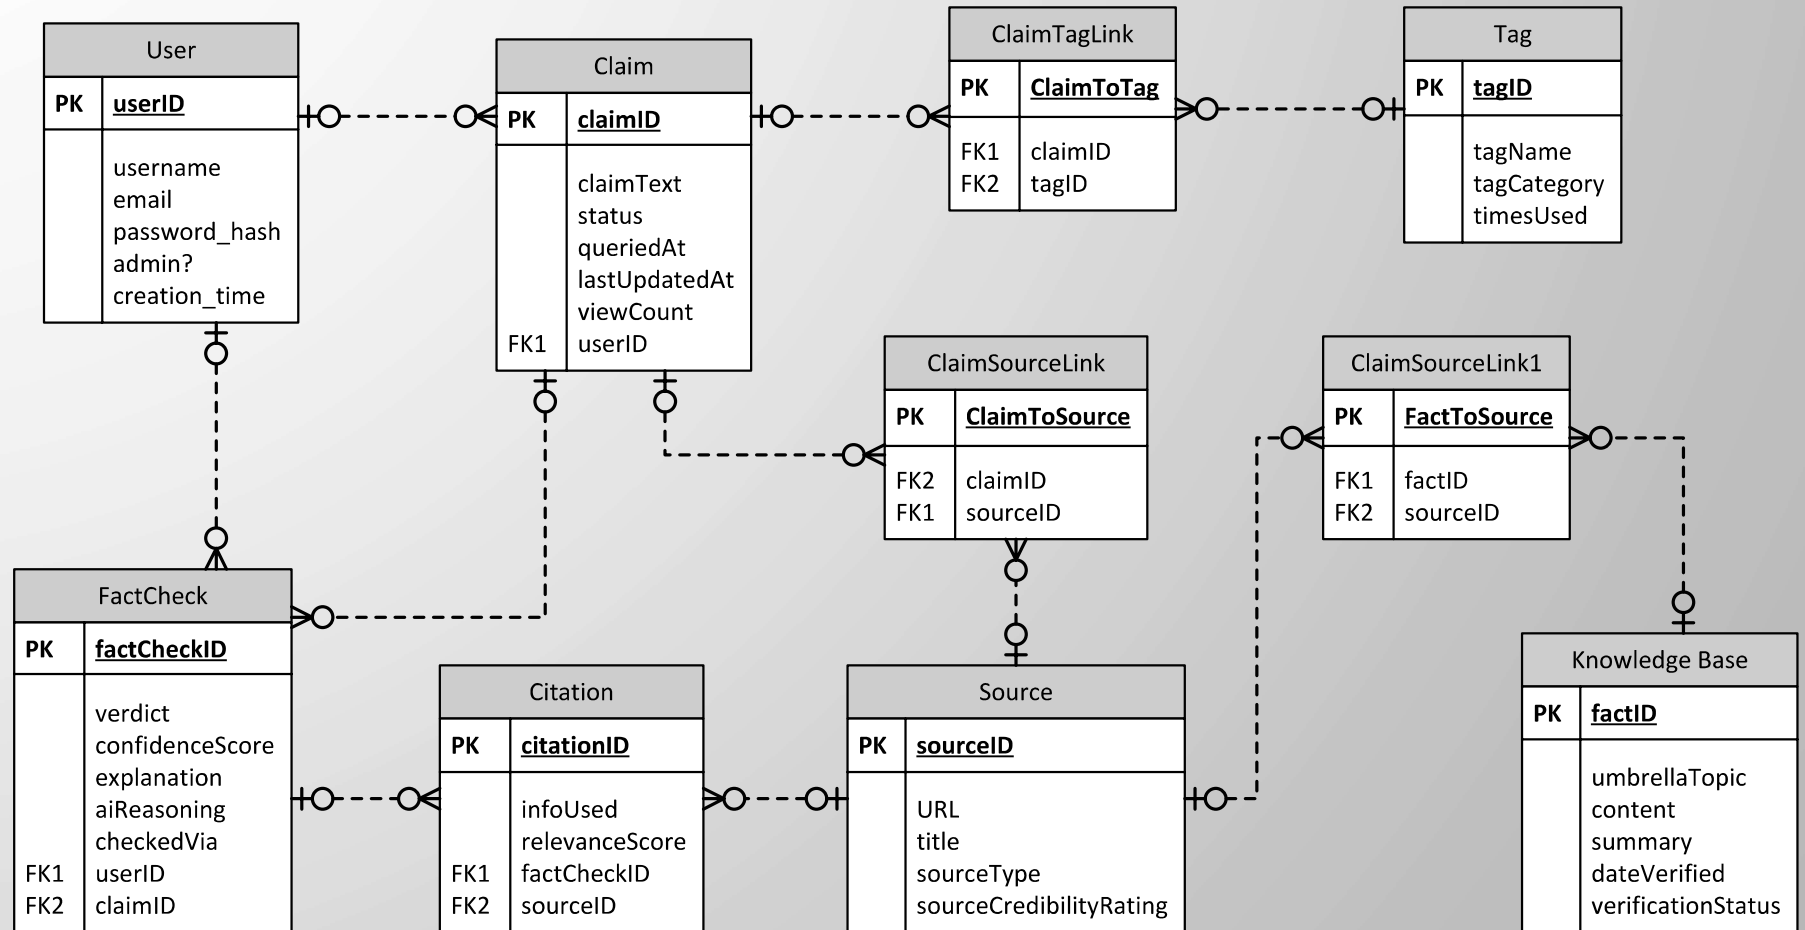 User
PK userID
username
email
password_hash
admin?
creation_time
Claim
PK claimID
claimText
status
queriedAt
lastUpdatedAt
viewCount
FK1 userID
ClaimTagLink
PK ClaimToTag
FK1 claimID
FK2 tagID
Tag
PK tagID
tagName
tagCategory
timesUsed
ClaimSourceLink
PK ClaimToSource
FK2 claimID
FK1 sourceID
ClaimSourceLink1
PK FactToSource
FK1 factID
FK2 sourceID
FactCheck
PK factCheckID
verdict
confidenceScore
explanation
aiReasoning
checkedVia
FK1 userID
FK2 claimID
Citation
PK citationID
infoUsed
relevanceScore
FK1 factCheckID
FK2 sourceID
Source
PK sourceID
URL
title
sourceType
sourceCredibilityRating
Knowledge Base
PK factID
umbrellaTopic
content
summary
dateVerified
verificationStatus